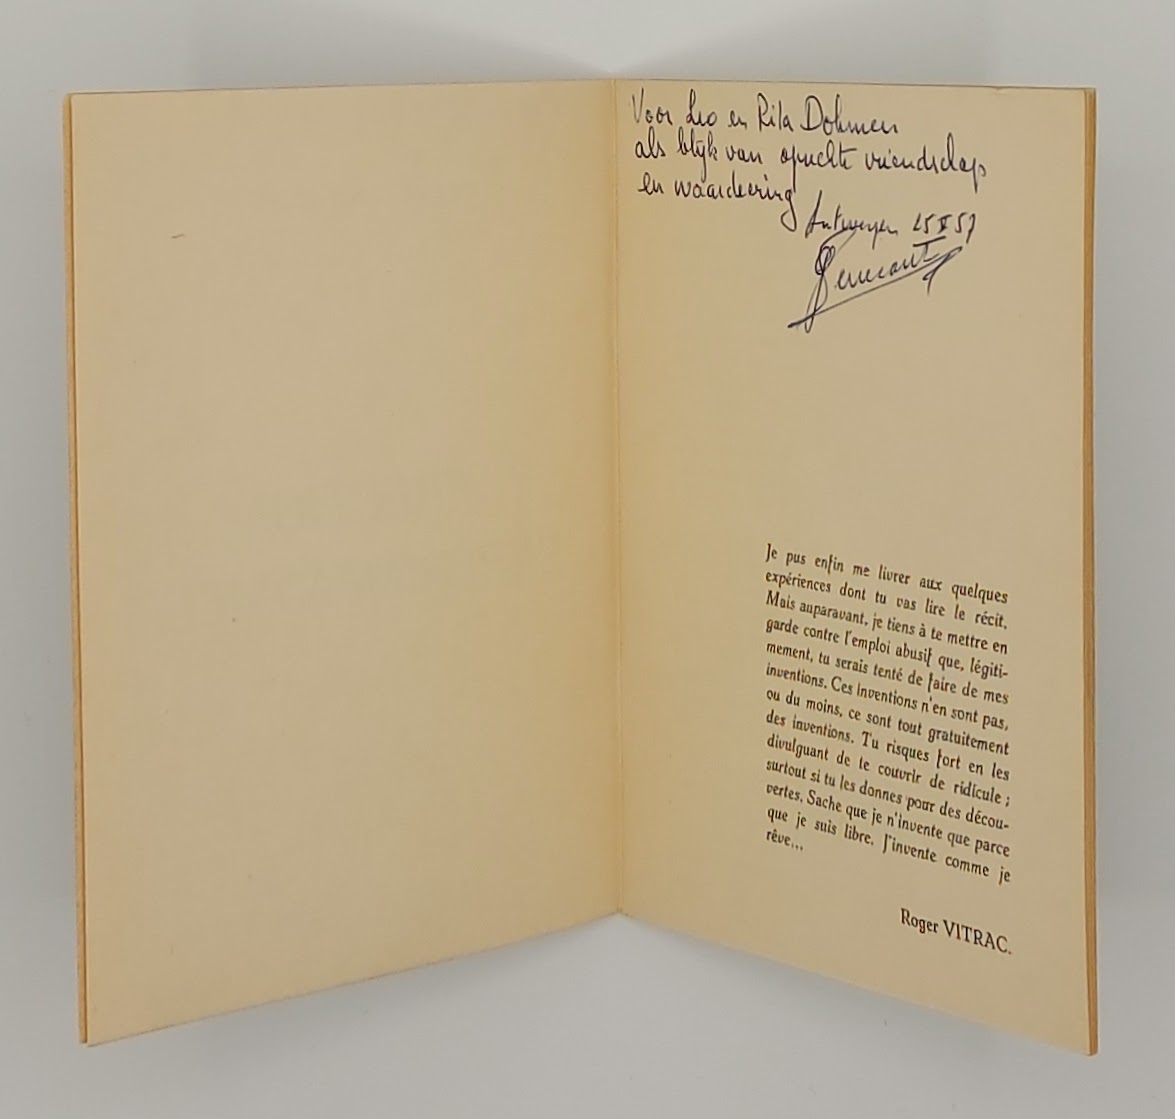 Voor Leo en Rita Dohmen
als blijk van oprechte vriendschap
en waardeering
Antwerpen 25 X 57
Je pus enfin me livrer aux quelques
expériences dont tu vas lire le récit.
Mais auparavant, je tiens à te mettre en
garde contre l'emploi abusif que, légiti-
mement, tu serais tenté de faire de mes
inventions. Ces inventions n'en sont pas,
ou du moins, ce sont tout gratuitement
des inventions. Tu risques fort en les
divulguant de te couvrir de ridicule ;
surtout si tu les donnes pour des décou-
vertes. Sache que je n'invente que parce
que je suis libre. J'invente comme je
rêve...
Roger VITRAC.